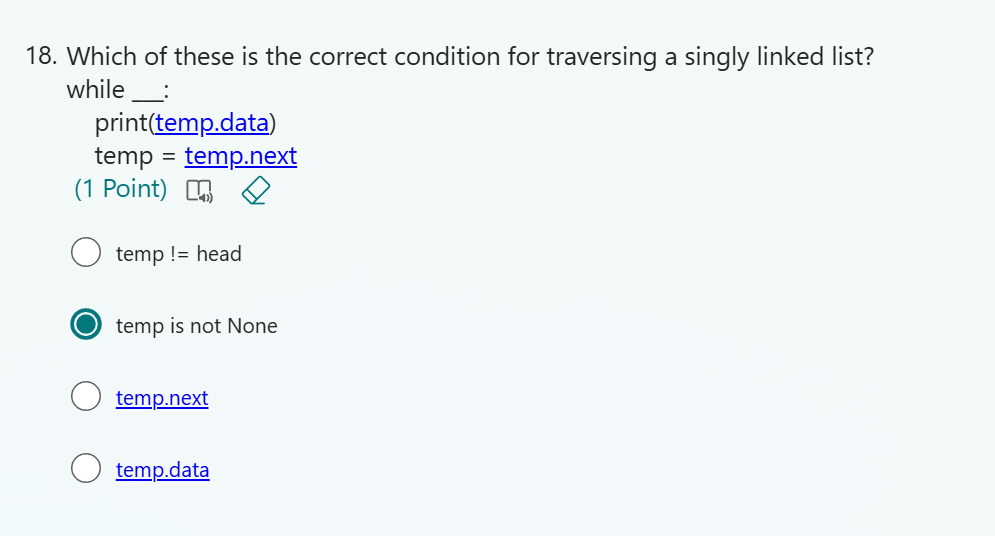 18. Which of these is the correct condition for traversing a singly linked list?
while ___:
print(temp.data)
temp = temp.next
(1 Point)
temp != head
temp is not None
temp.next
temp.data